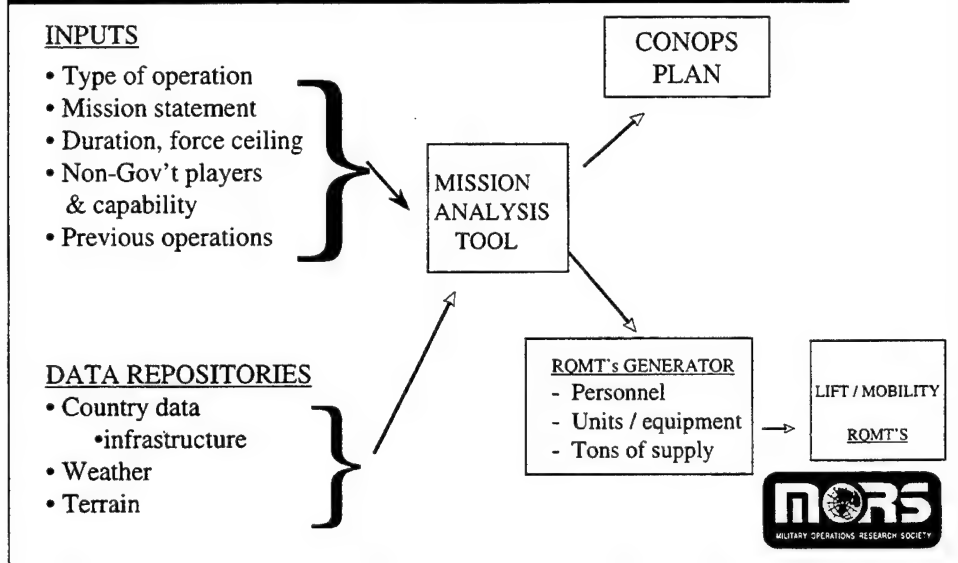 INPUTS
• Type of operation
• Mission statement
• Duration, force ceiling
• Non-Gov't players
& capability
• Previous operations
DATA REPOSITORIES
• Country data
•infrastructure
• Weather
• Terrain
MISSION
ANALYSIS
TOOL
CONOPS
PLAN
RQMT's GENERATOR
- Personnel
- Units / equipment
- Tons of supply
LIFT / MOBILITY
RQMT'S
MORS
MILITARY OPERATIONS RESEARCH SOCIETY